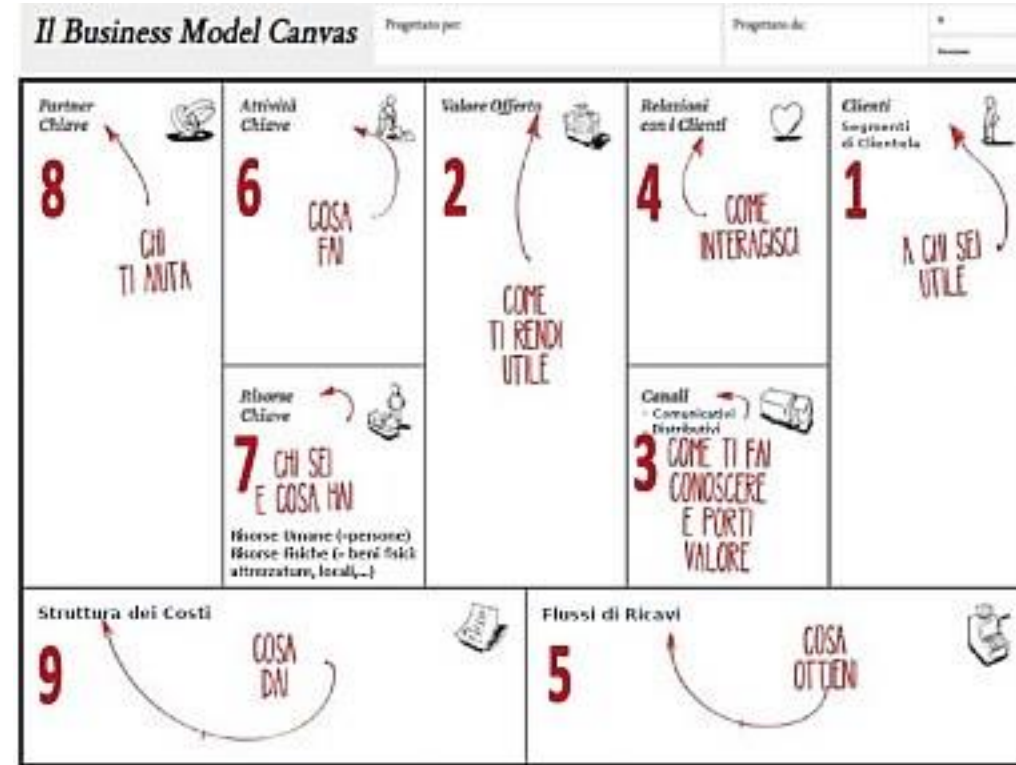 Il Business Model Canvas
Progettato per:
Progettato da:
Partner
Chiave
8
CHI
TI AIUTA
Attività
Chiave
6
COSA
FAI
Valore Offerto
2
COME
TI RENDI
UTILE
Relazioni
con i Clienti
4
COME
INTERAGISCI
Clienti
Segmenti
di Clientela
1
A CHI SEI
UTILE
Risorse
Chiave
7
CHI SEI
E COSA HAI
Risorse Umane (=persone)
Risorse Fisiche (= beni fisici:
attrezzature, locali,...)
Canali
- Comunicativi
- Distributivi
3
COME TI FAI
CONOSCERE
E PORTI
VALORE
Struttura dei Costi
9
COSA
DAI
Flussi di Ricavi
5
COSA
OTTIENI